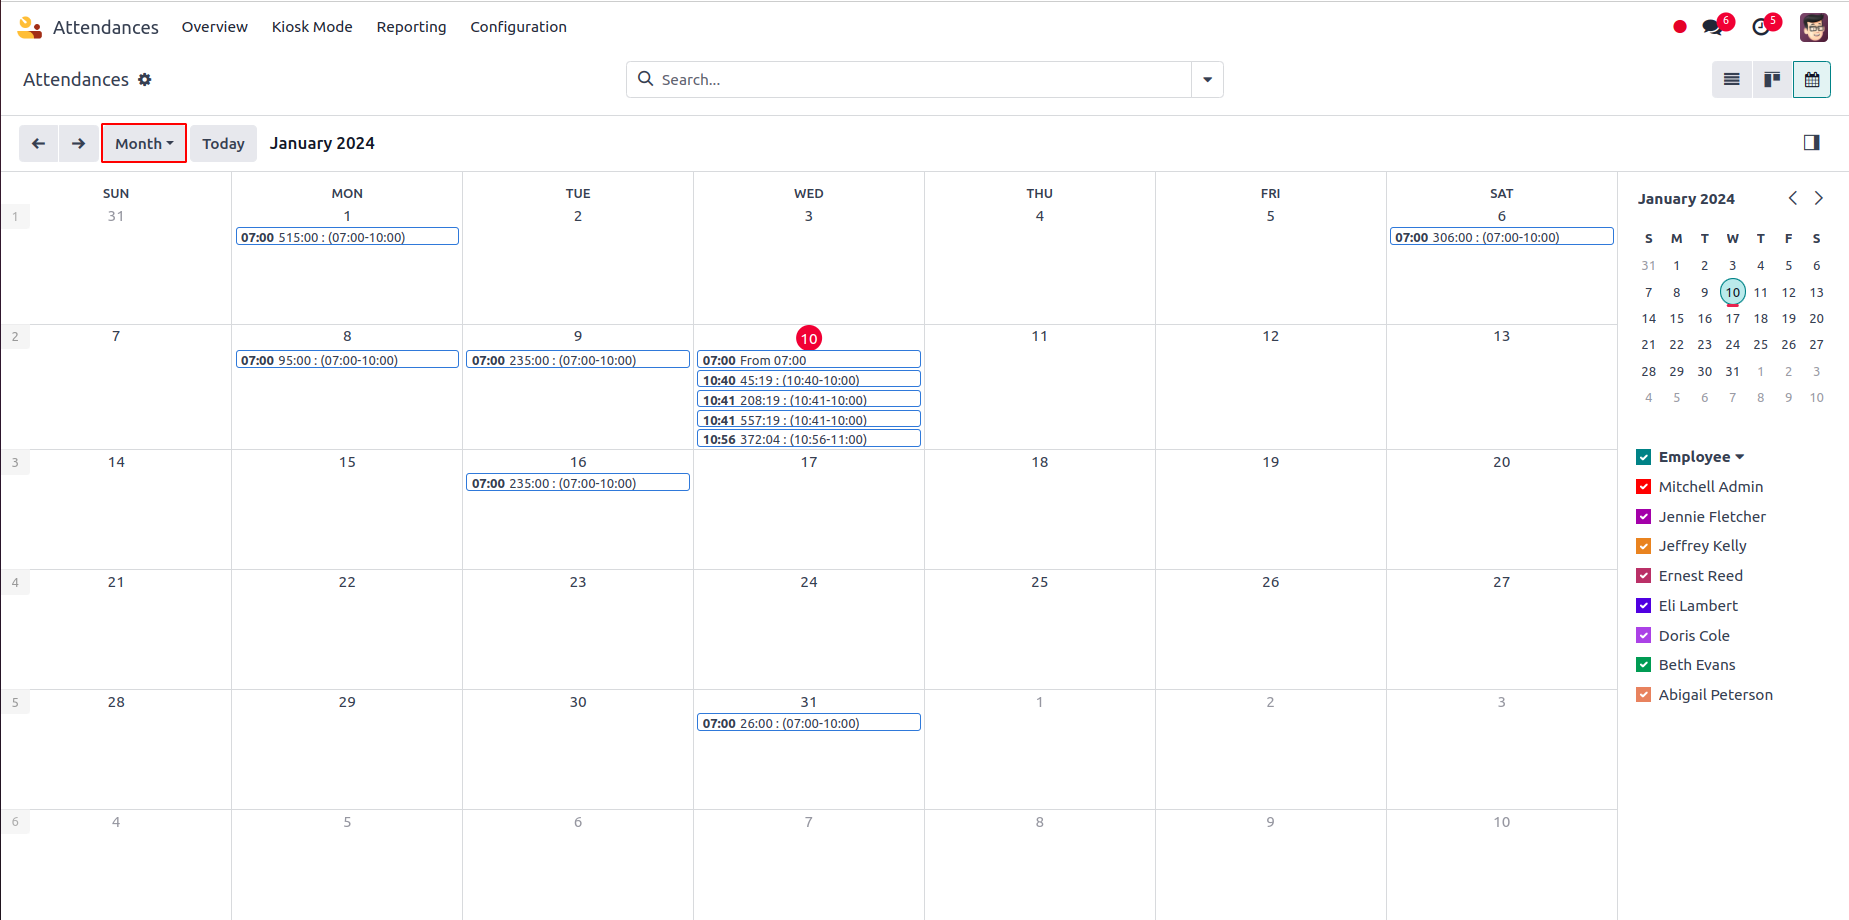 Attendances Overview Kiosk Mode Reporting Configuration 6 5
Attendances Search...
Month Today January 2024
SUN MON TUE WED THU FRI SAT
1 31 1 2 3 4 5 6
07:00 515:00 : (07:00-10:00) 07:00 306:00 : (07:00-10:00)
2 7 8 9 10 11 12 13
07:00 95:00 : (07:00-10:00) 07:00 235:00 : (07:00-10:00) 07:00 From 07:00
10:40 45:19 : (10:40-10:00)
10:41 208:19 : (10:41-10:00)
10:41 557:19 : (10:41-10:00)
10:56 372:04 : (10:56-11:00)
3 14 15 16 17 18 19 20
07:00 235:00 : (07:00-10:00)
4 21 22 23 24 25 26 27
5 28 29 30 31 1 2 3
07:00 26:00 : (07:00-10:00)
6 4 5 6 7 8 9 10
January 2024
S M T W T F S
31 1 2 3 4 5 6
7 8 9 10 11 12 13
14 15 16 17 18 19 20
21 22 23 24 25 26 27
28 29 30 31 1 2 3
4 5 6 7 8 9 10
Employee
Mitchell Admin
Jennie Fletcher
Jeffrey Kelly
Ernest Reed
Eli Lambert
Doris Cole
Beth Evans
Abigail Peterson